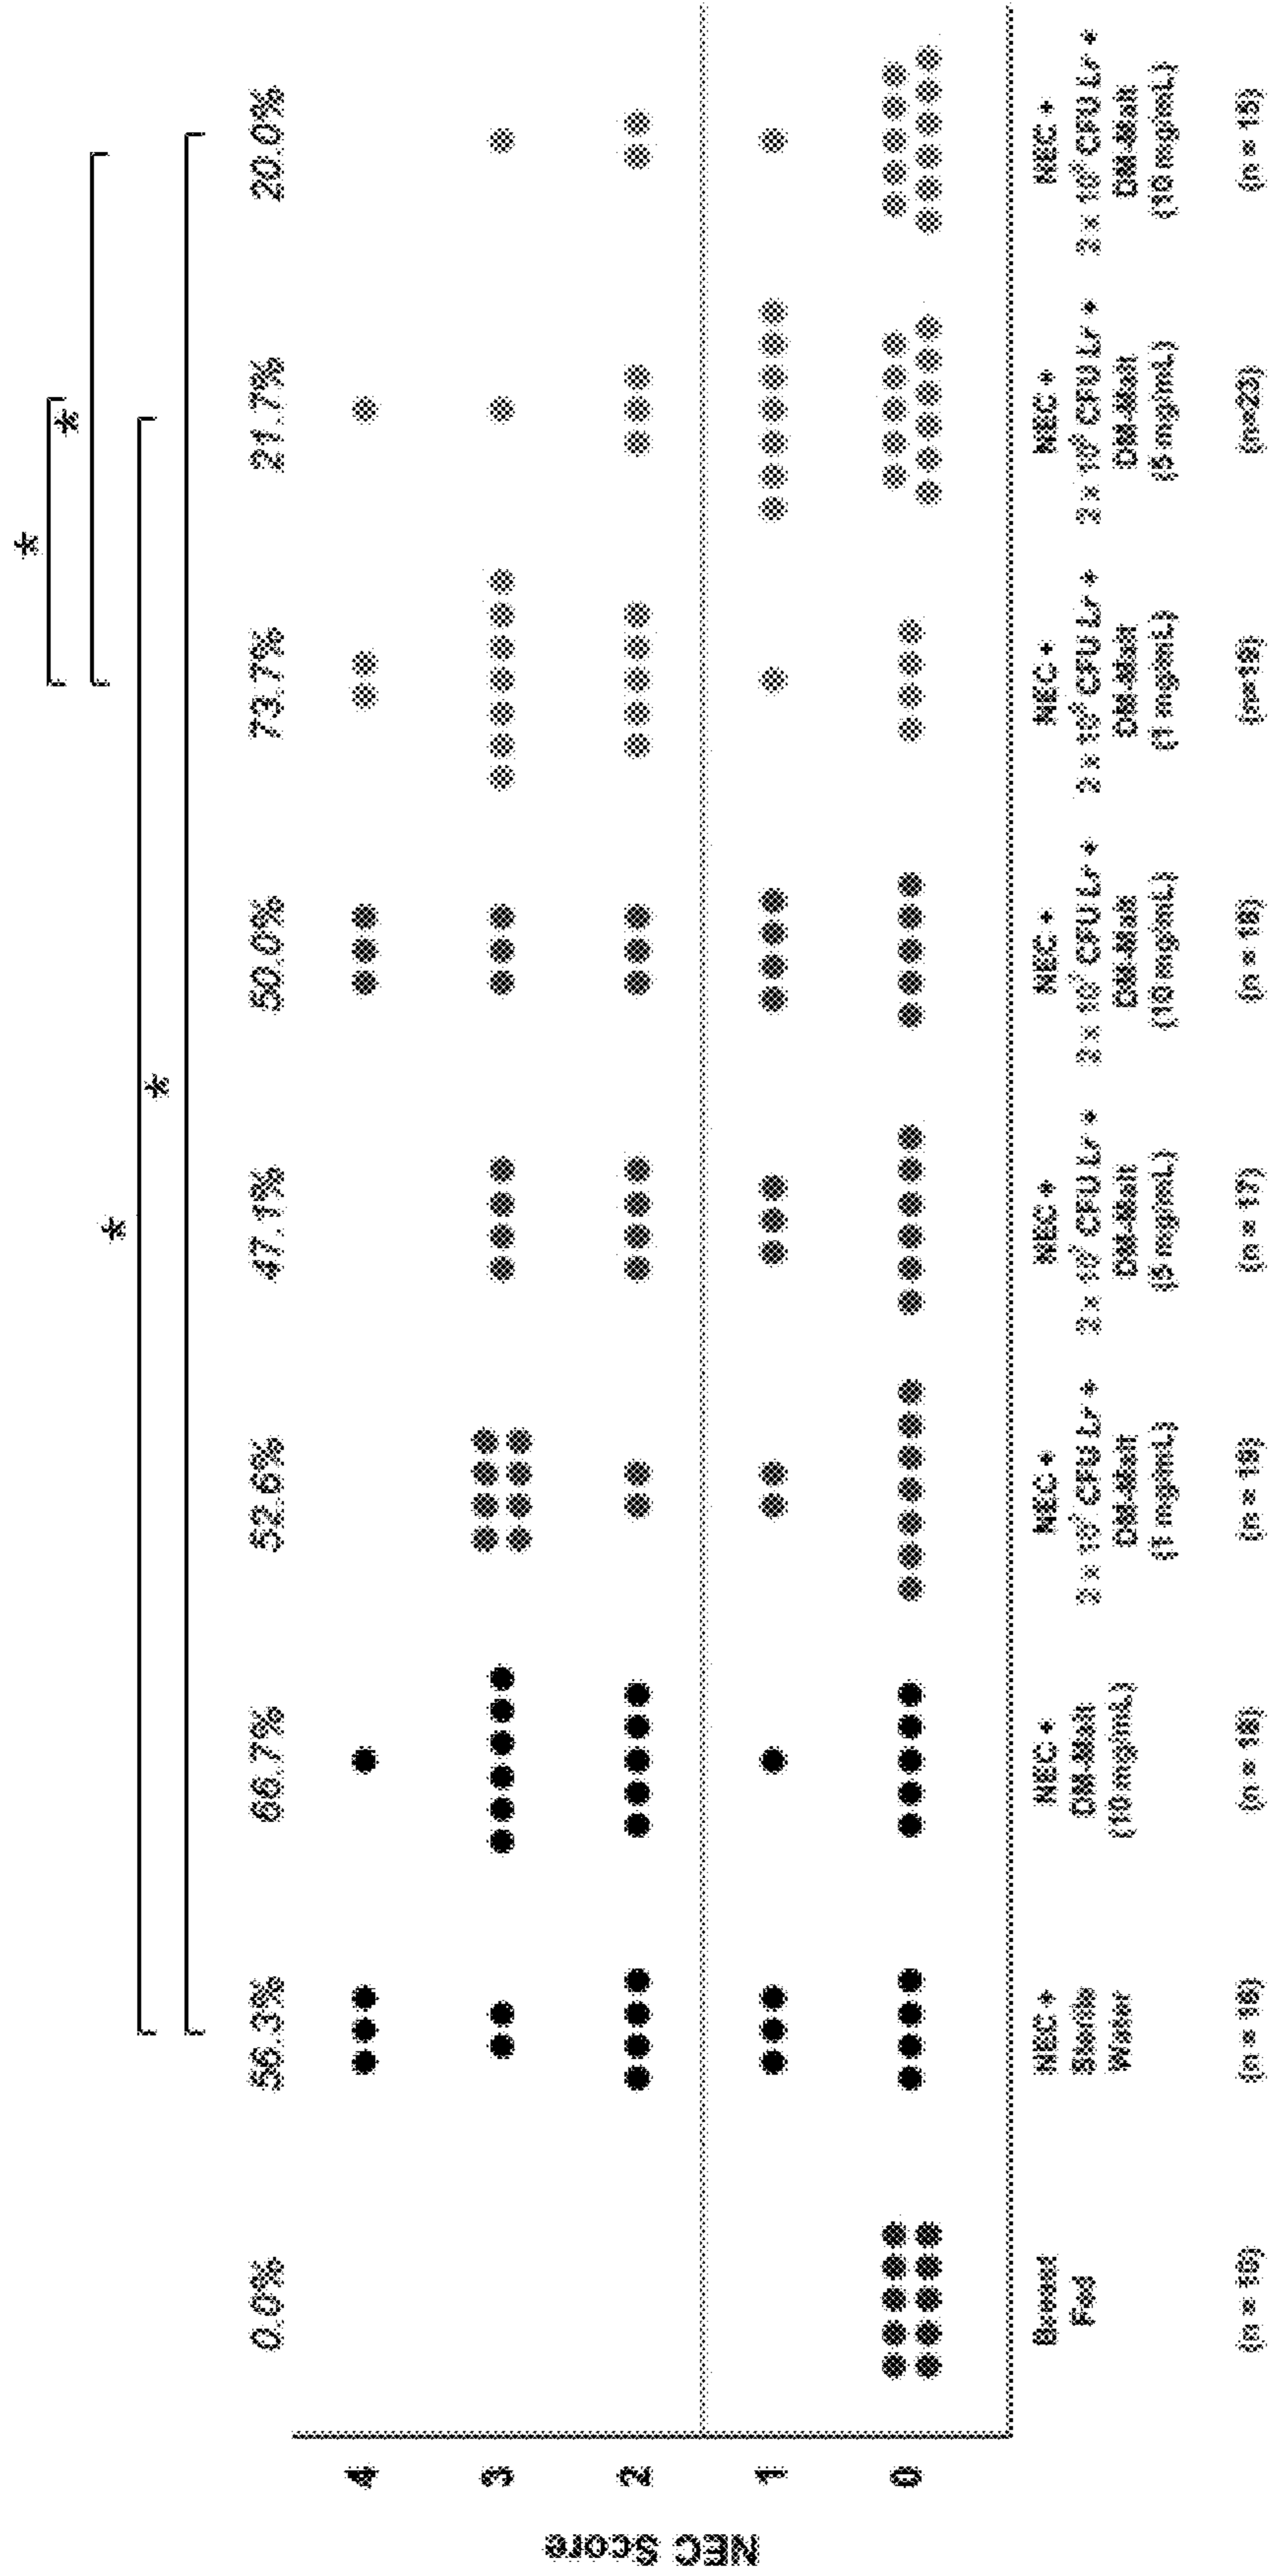 *
*
*
*
0.0% 56.3% 66.7% 52.6% 47.1% 50.0% 73.7% 21.7% 20.0%
NEC Score
4
3
2
1
0
Breast
Fed
(n = 10)
NEC +
Sterile
Water
(n = 16)
NEC +
DM-Malt
(10 mg/mL)
(n = 18)
NEC +
2 x 10⁷ CFU Lr +
DM-Malt
(1 mg/mL)
(n = 19)
NEC +
2 x 10⁷ CFU Lr +
DM-Malt
(5 mg/mL)
(n = 17)
NEC +
2 x 10⁷ CFU Lr +
DM-Malt
(10 mg/mL)
(n = 18)
NEC +
2 x CFU Lr +
DM-Malt
(1 mg/mL)
(n=19)
NEC +
2 x CFU Lr +
DM-Malt
(5 mg/mL)
(n=23)
NEC +
2 x CFU Lr +
DM-Malt
(10 mg/mL)
(n = 15)